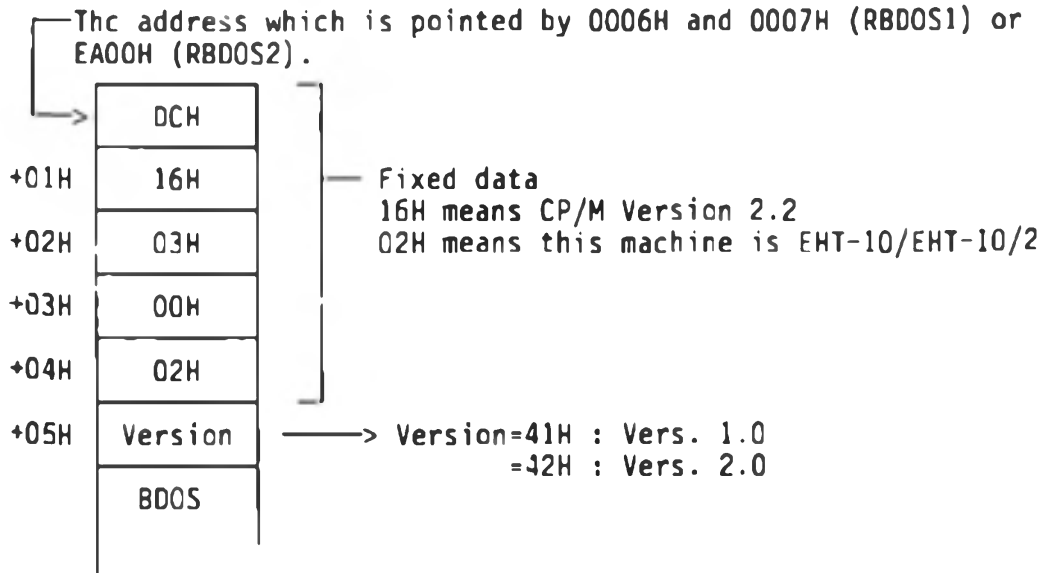 The address which is pointed by 0006H and 0007H (RBDOS1) or
EA00H (RBDOS2).
DCH
+01H 16H Fixed data
16H means CP/M Version 2.2
+02H 03H 02H means this machine is EHT-10/EHT-10/2
+03H 00H
+04H 02H
+05H Version Version=41H : Vers. 1.0
=42H : Vers. 2.0
BDOS